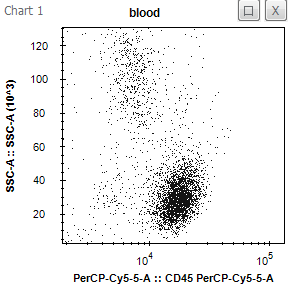 Chart 1
口 X
blood
SSC-A :: SSC-A (10^3)
120
100
80
60
40
20
10^4
10^5
PerCP-Cy5-5-A :: CD45 PerCP-Cy5-5-A